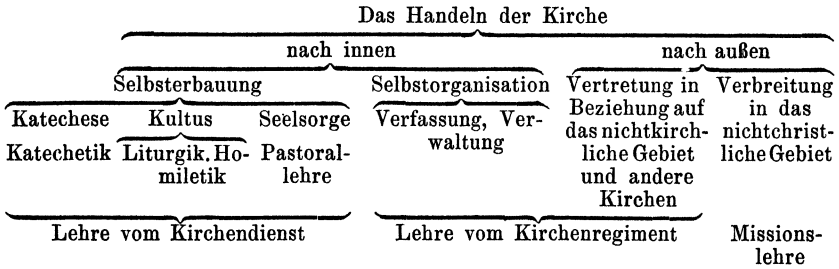 Das Handeln der Kirche
nach innen nach außen
Selbsterbauung Selbstorganisation Vertretung in Verbreitung
Beziehung auf in das
Katechese Kultus Seelsorge Verfassung, Ver-
das nichtkirch- nichtchrist-
waltung
Katechetik Liturgik. Ho- Pastoral- liche Gebiet liche Gebiet
miletik lehre und andere
Kirchen
Lehre vom Kirchendienst Lehre vom Kirchenregiment Missions-
lehre